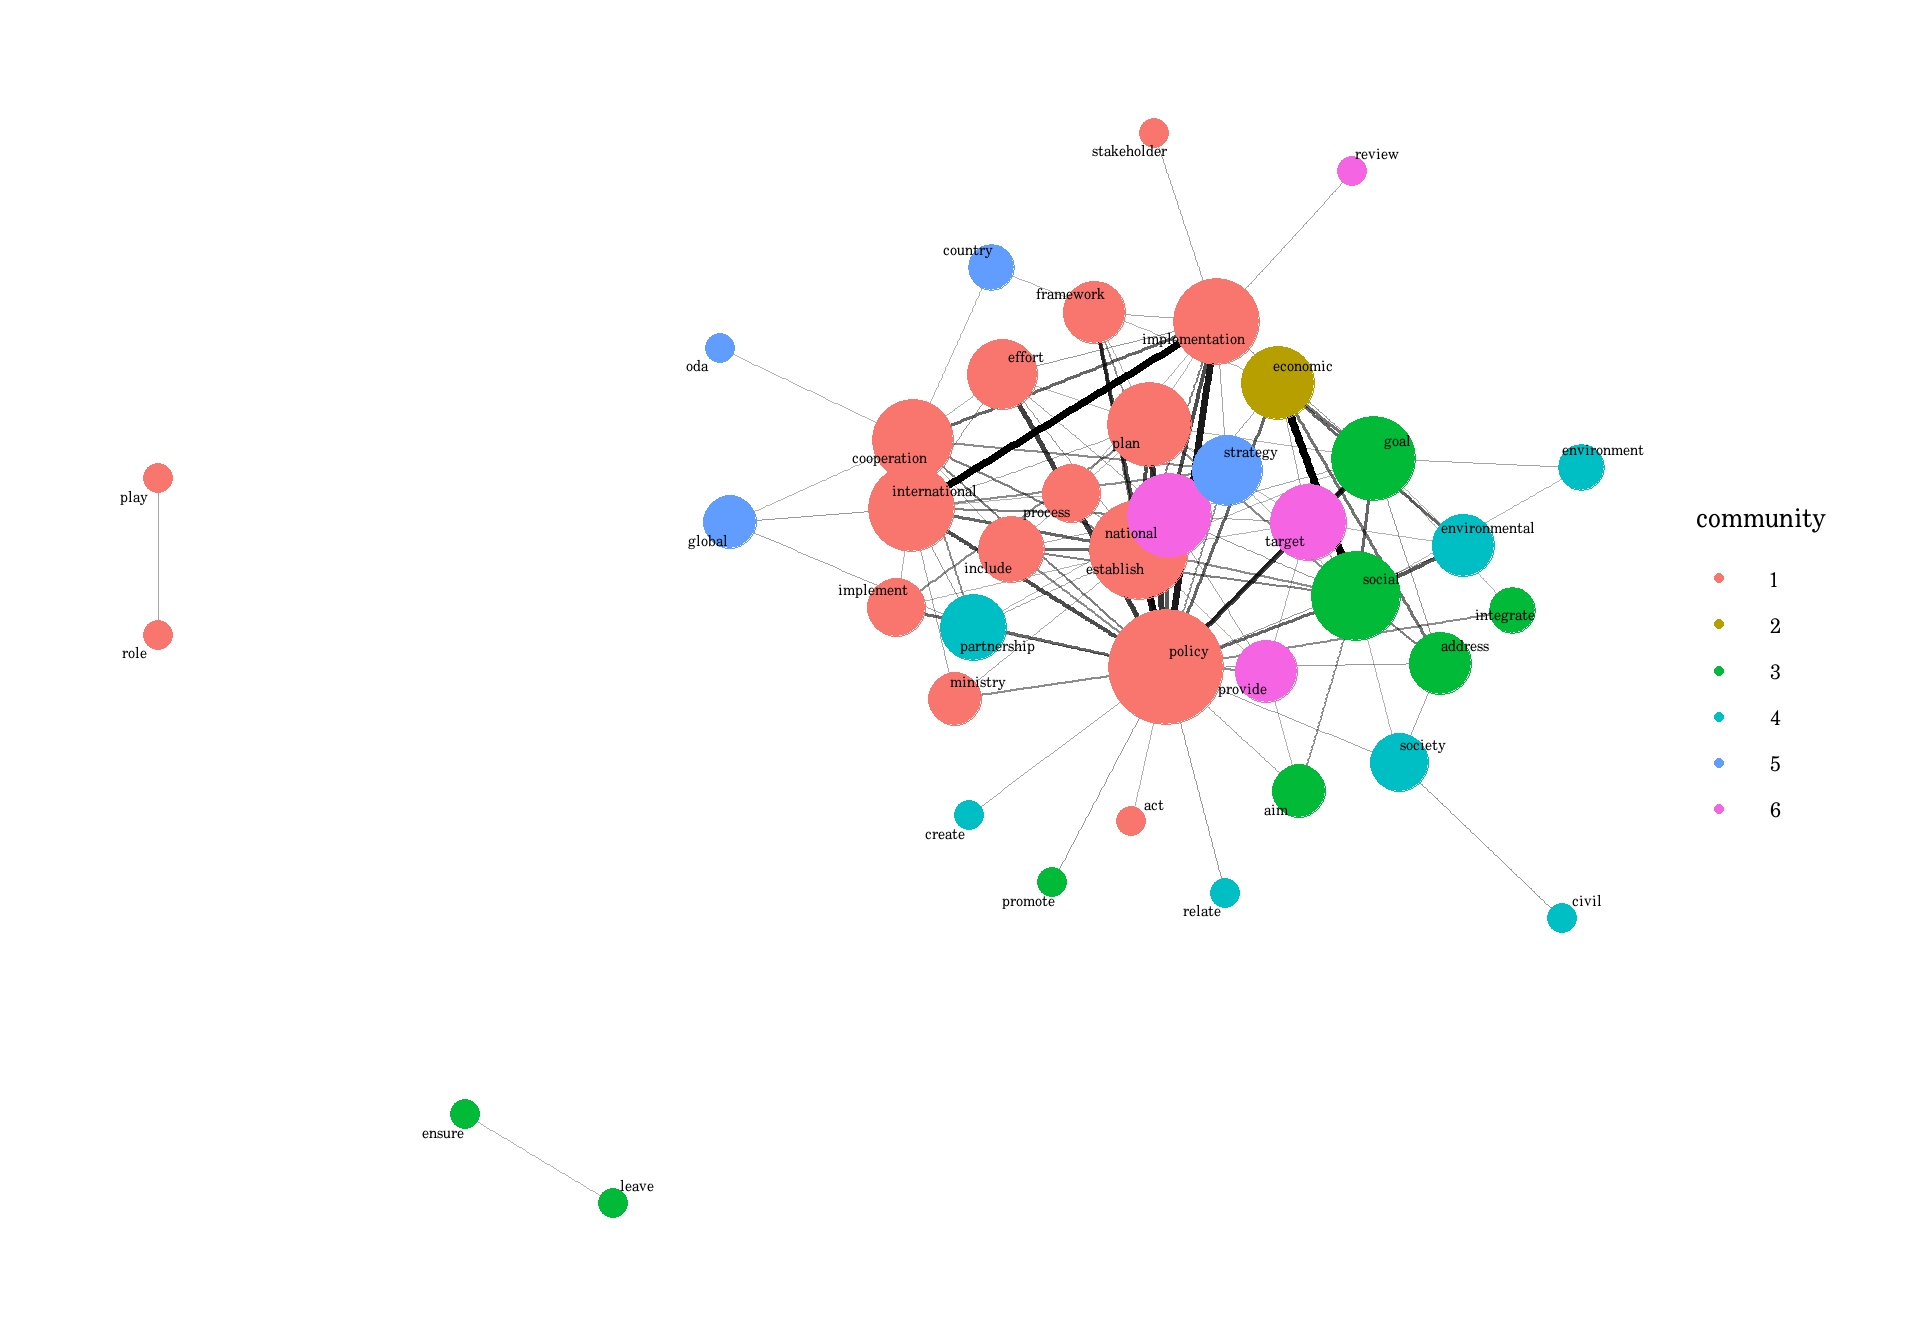 stakeholder
review
country
framework
implementation
effort
economic
oda
plan
goal
strategy
environment
cooperation
international
play
process
community
global
national
target
environmental
include
establish
social
1
implement
integrate
2
role
partnership
policy
address
3
ministry
provide
4
society
5
act
aim
6
create
promote
relate
civil
ensure
leave